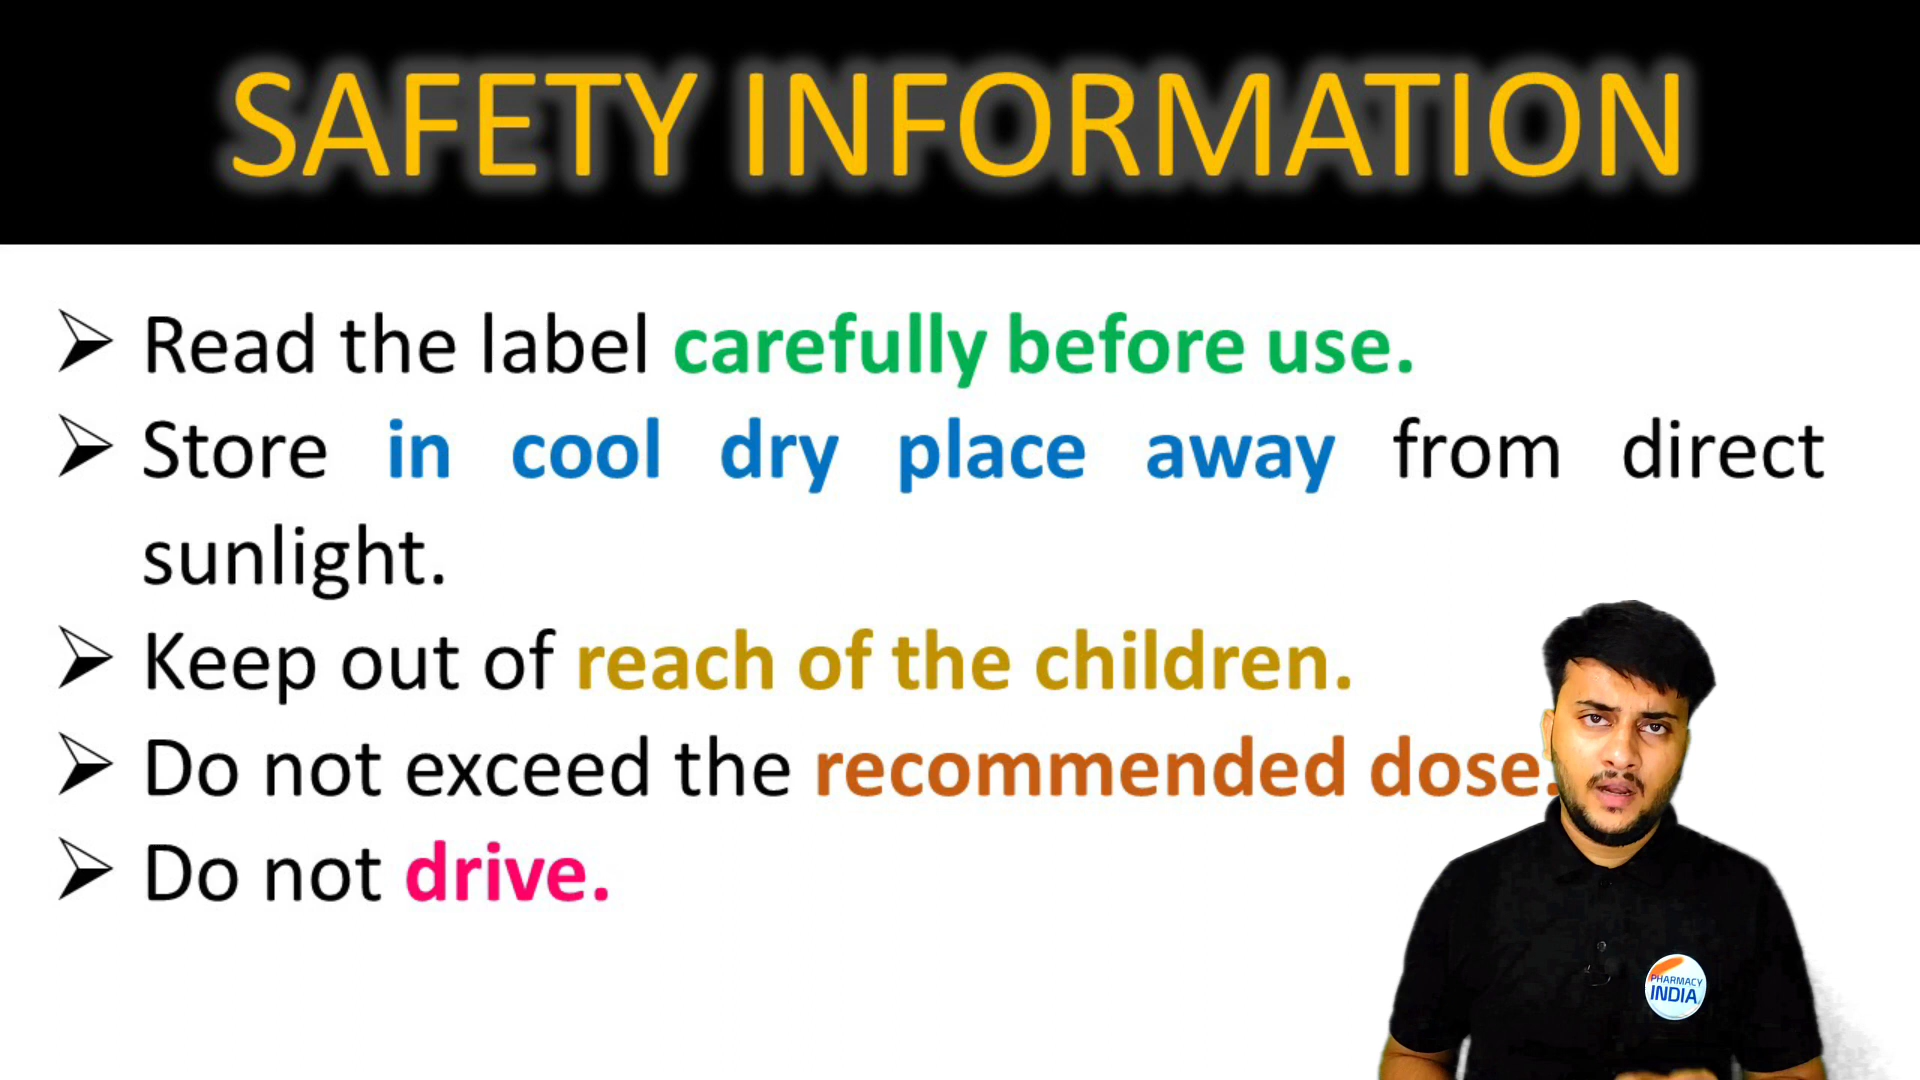 SAFETY INFORMATION
➢ Read the label carefully before use.
➢ Store in cool dry place away from direct
sunlight.
➢ Keep out of reach of the children.
➢ Do not exceed the recommended dose.
➢ Do not drive.
PHARMACY
INDIA